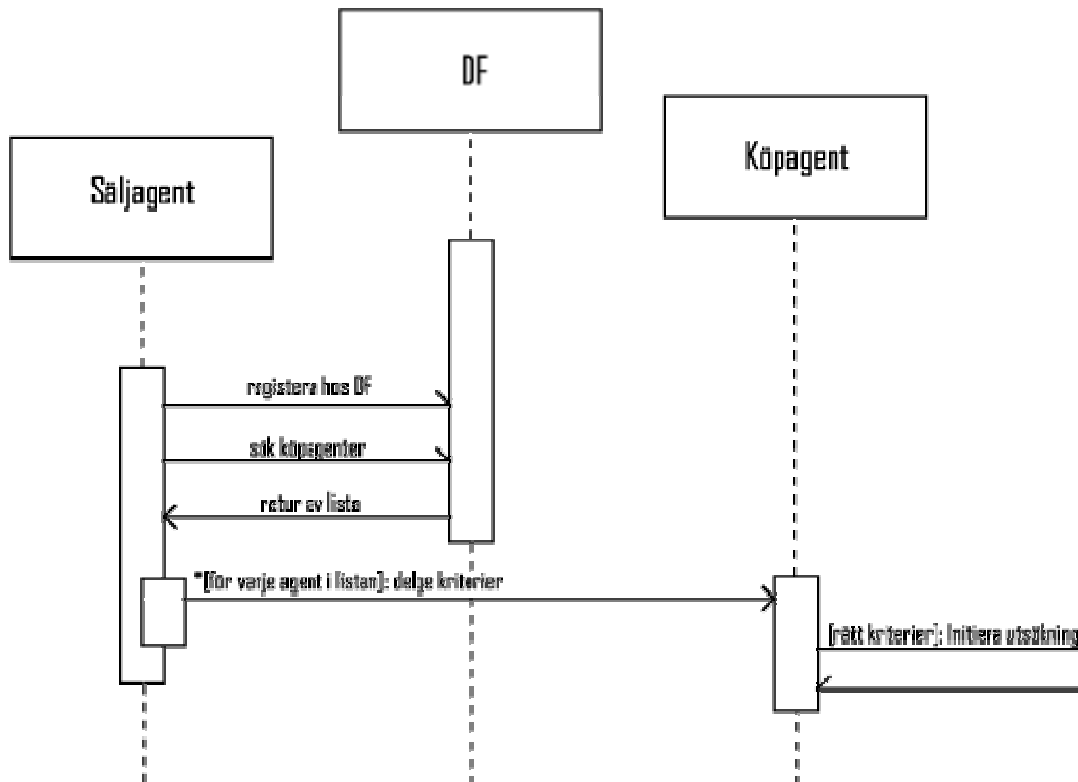 DF
Köpagent
Säljagent
registera hos DF
sök köpagenter
retur av lista
*[för varje agent i listan]: delge kriterier
[rätt kriterier]: Initiera utsökning